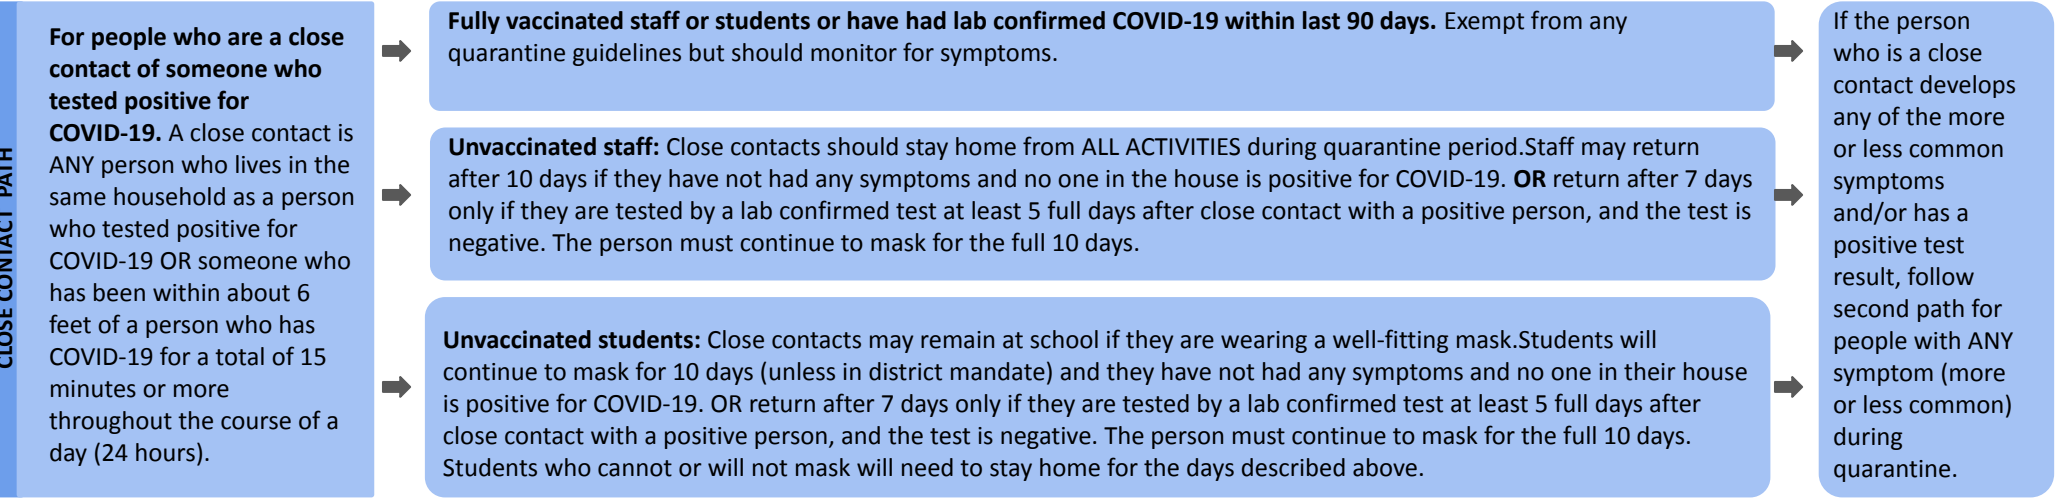 CLOSE CONTACT PATH
For people who are a close
contact of someone who
tested positive for
COVID-19. A close contact is
ANY person who lives in the
same household as a person
who tested positive for
COVID-19 OR someone who
has been within about 6
feet of a person who has
COVID-19 for a total of 15
minutes or more
throughout the course of a
day (24 hours).
Fully vaccinated staff or students or have had lab confirmed COVID-19 within last 90 days. Exempt from any
quarantine guidelines but should monitor for symptoms.
Unvaccinated staff: Close contacts should stay home from ALL ACTIVITIES during quarantine period.Staff may return
after 10 days if they have not had any symptoms and no one in the house is positive for COVID-19. OR return after 7 days
only if they are tested by a lab confirmed test at least 5 full days after close contact with a positive person, and the test is
negative. The person must continue to mask for the full 10 days.
Unvaccinated students: Close contacts may remain at school if they are wearing a well-fitting mask.Students will
continue to mask for 10 days (unless in district mandate) and they have not had any symptoms and no one in their house
is positive for COVID-19. OR return after 7 days only if they are tested by a lab confirmed test at least 5 full days after
close contact with a positive person, and the test is negative. The person must continue to mask for the full 10 days.
Students who cannot or will not mask will need to stay home for the days described above.
If the person
who is a close
contact develops
any of the more
or less common
symptoms
and/or has a
positive test
result, follow
second path for
people with ANY
symptom (more
or less common)
during
quarantine.